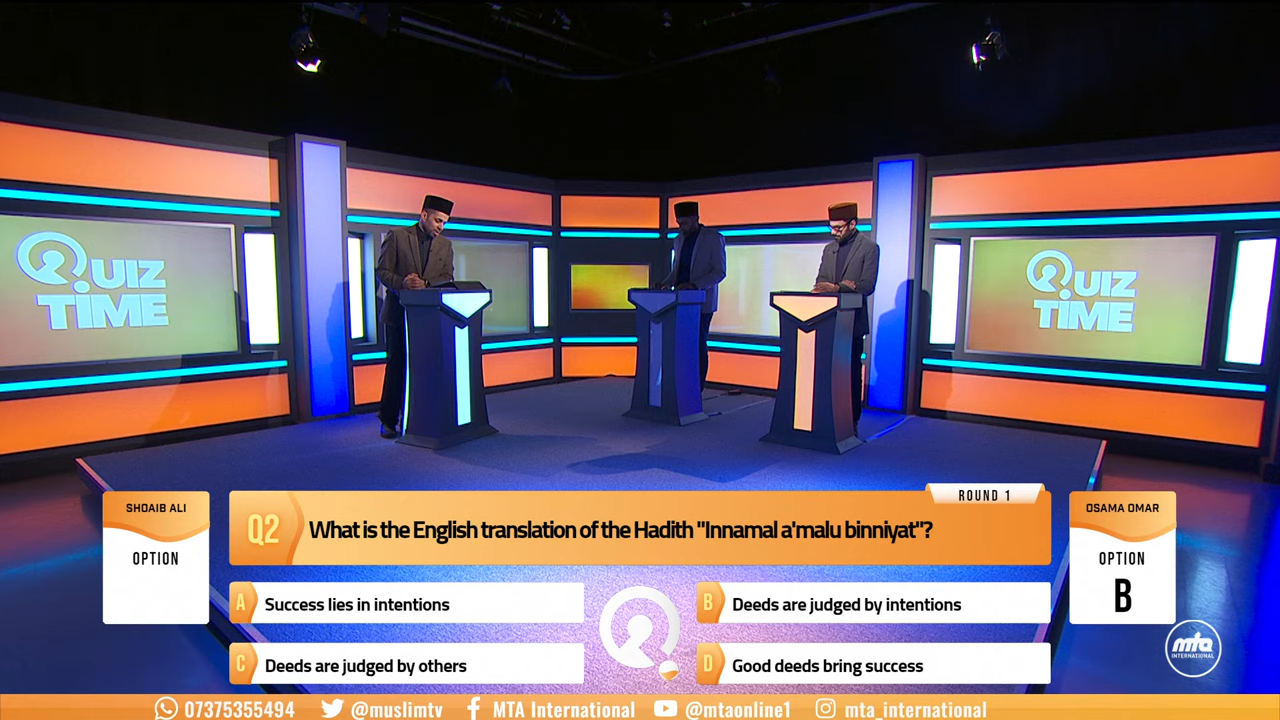 QUIZ
TIME
QUIZ
TIME
SHOAIB ALI
OPTION
ROUND 1
Q2
What is the English translation of the Hadith "Innamal a'malu binniyat"?
OSAMA OMAR
OPTION
B
A Success lies in intentions
B Deeds are judged by intentions
C Deeds are judged by others
D Good deeds bring success
mta
INTERNATIONAL
07375355494 @muslimtv MTA International @mtaonline1 mta_international